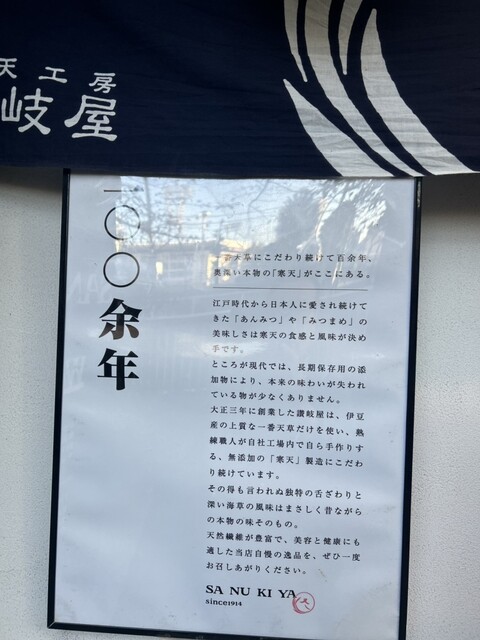 天工房
岐屋
一〇〇余年
一番天草にこだわり続けて百余年、
奥深い本物の「寒天」がここにある。
江戸時代から日本人に愛され続けて
きた「あんみつ」や「みつまめ」の
美味しさは寒天の食感と風味が決め
手です。
ところが現代では、長期保存用の添
加物により、本来の味わいが失われ
ている物が少なくありません。
大正三年に創業した讃岐屋は、伊豆
産の上質な一番天草だけを使い、熟
練職人が自社工場内で自ら手作りす
る、無添加の「寒天」製造にこだわ
り続けています。
その得も言われぬ独特の舌ざわりと
深い海草の風味はまさしく昔ながら
の本物の味そのもの。
天然繊維が豊富で、美容と健康にも
適した当店自慢の逸品を、ぜひ一度
お召しあがりください。
SA NU KI YA
since1914